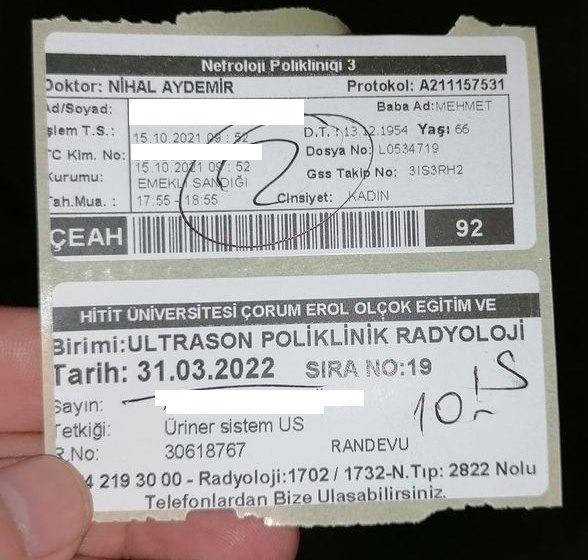 Nefroloji Polikliniği 3
Doktor: NİHAL AYDEMİR Protokol: A211157531
Ad/Soyad: Baba Ad: MEHMET
şlem T.S.: 15.10.2021 09 : 52 D.T. : 13.12.1954 Yaş: 66
TC Kim. No: Dosya No: L0534719
15.10.2021 09 : 52
Kurumu: EMEKLİ SANDIĞI Gss Takip No: 3IS3RH2
ah.Mua. : 17:55 - 18:55 Cinsiyet: KADIN
2
ÇEAH 92
HİTİT ÜNİVERSİTESİ ÇORUM EROL OLÇOK EĞİTİM VE
Birimi:ULTRASON POLİKLİNİK RADYOLOJİ
Tarih: 31.03.2022 SIRA NO:19
Sayın:
Tetkiği: Üriner sistem US
R.No: 30618767 RANDEVU
4 219 30 00 - Radyoloji:1702 / 1732-N.Tıp: 2822 Nolu
Telefonlardan Bize Ulasabilirsiniz.